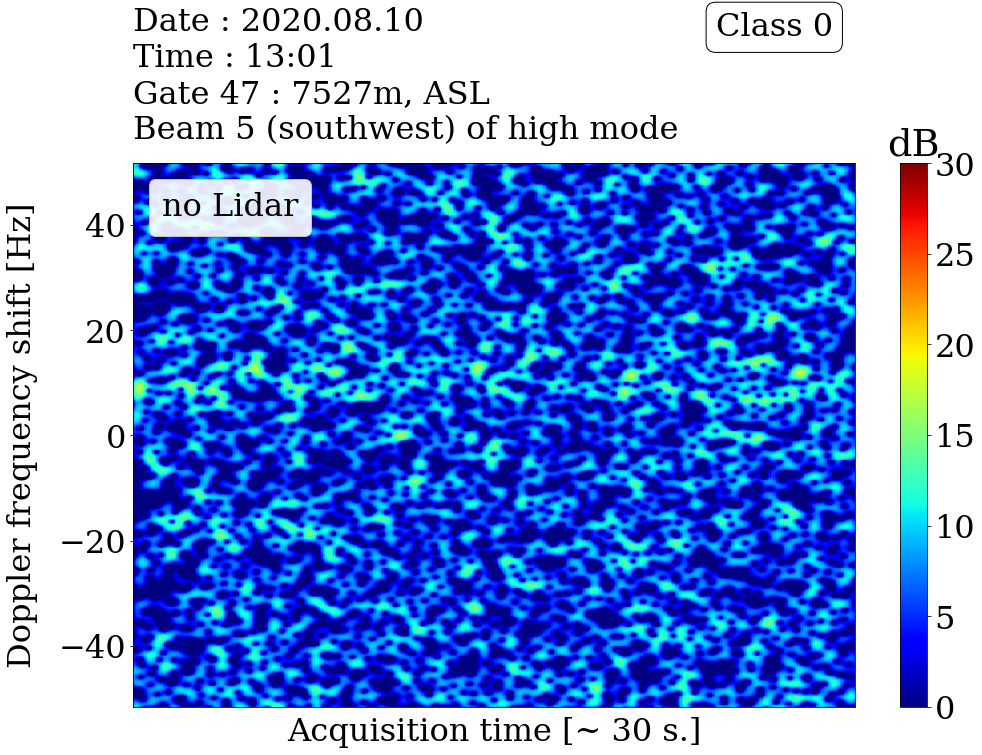 Date : 2020.08.10
Time : 13:01
Gate 47 : 7527m, ASL
Beam 5 (southwest) of high mode
Class 0
no Lidar
Doppler frequency shift [Hz]
40
20
0
−20
−40
Acquisition time [~ 30 s.]
dB
30
25
20
15
10
5
0